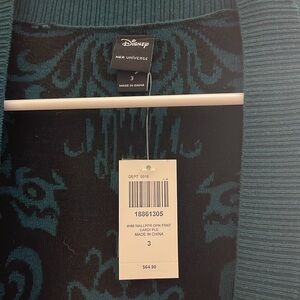 Disney
HER UNIVERSE
3
MADE IN CHINA
DEPT 0016
18861305
MADE IN CHINA
3
$64.90